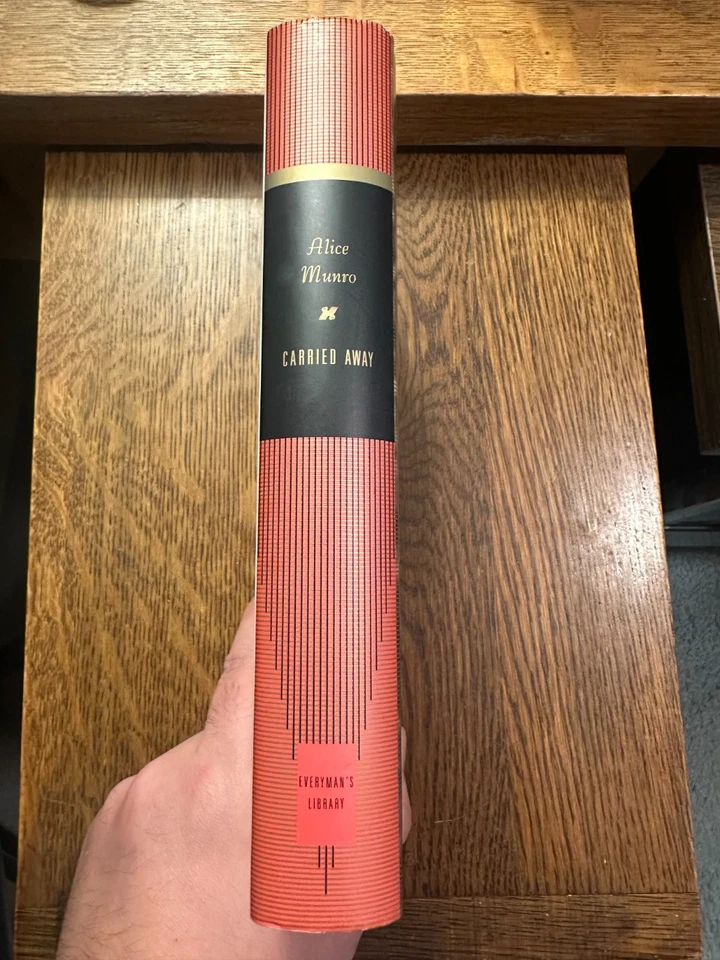 Alice
Munro
CARRIED AWAY
EVERYMAN'S
LIBRARY